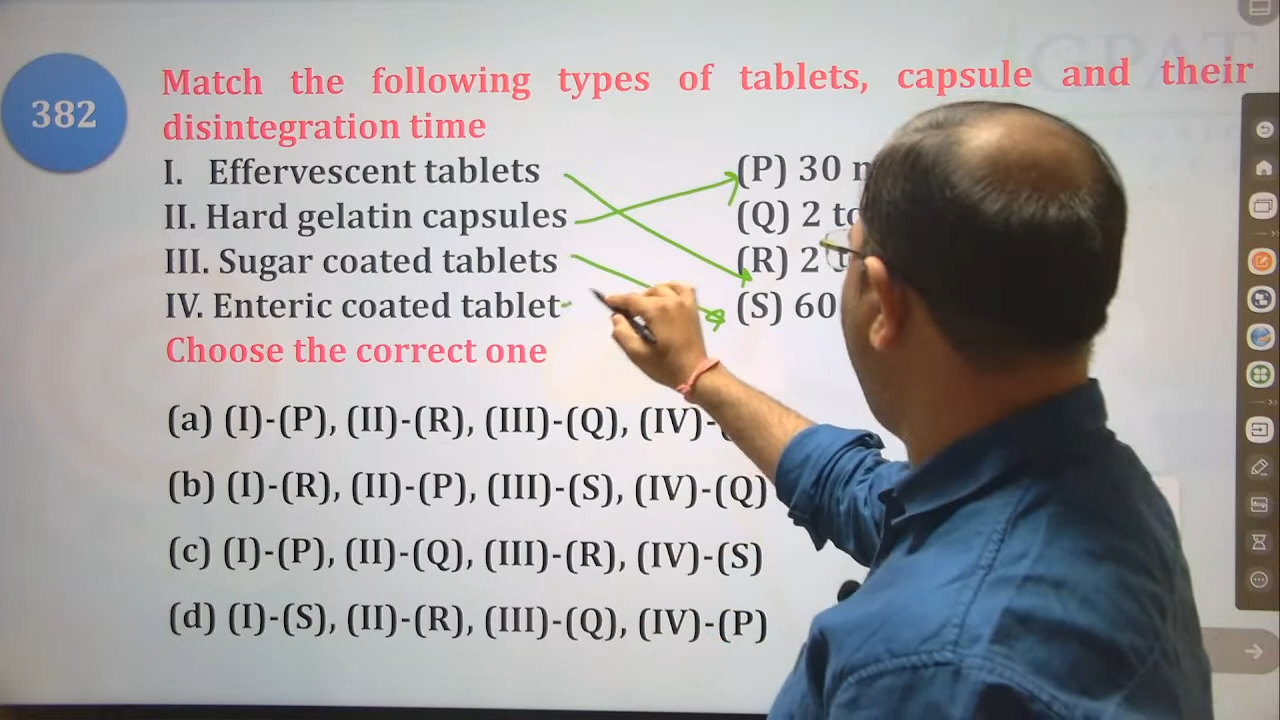 GPAT
382
Match the following types of tablets, capsule and their
disintegration time
I. Effervescent tablets (P) 30
II. Hard gelatin capsules (Q) 2
III. Sugar coated tablets (R) 2
IV. Enteric coated tablet (S) 60
Choose the correct one
(a) (I)-(P), (II)-(R), (III)-(Q), (IV)-
(b) (I)-(R), (II)-(P), (III)-(S), (IV)-(Q)
(c) (I)-(P), (II)-(Q), (III)-(R), (IV)-(S)
(d) (I)-(S), (II)-(R), (III)-(Q), (IV)-(P)